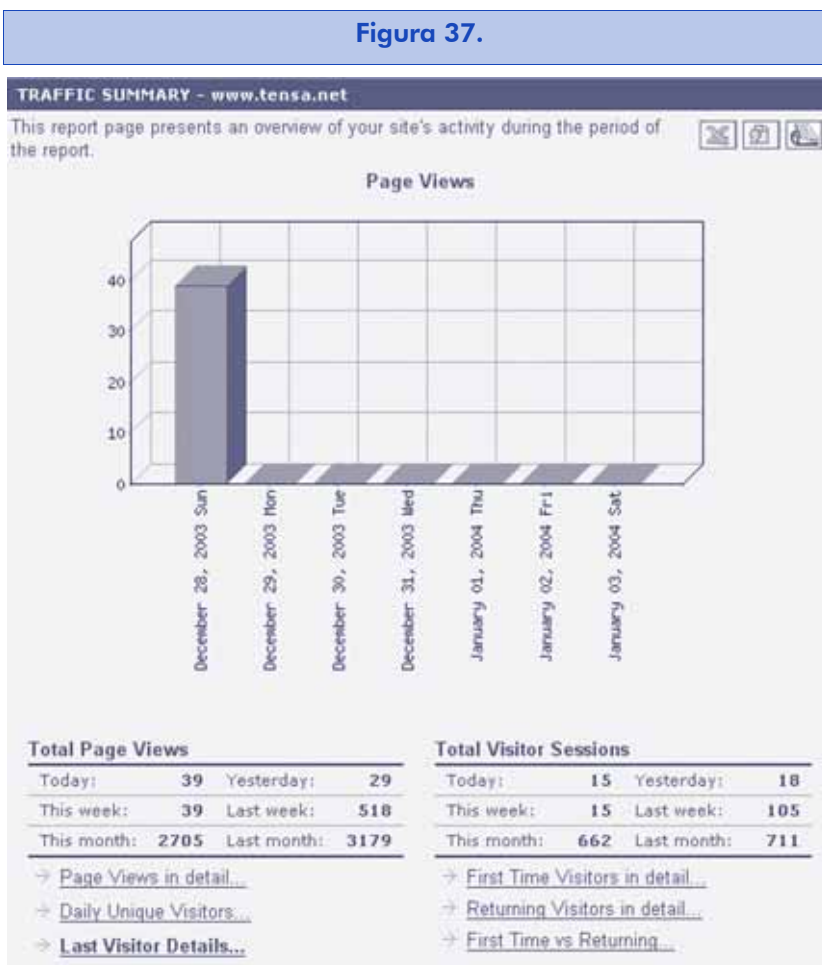 Figura 37.
TRAFFIC SUMMARY - www.tensa.net
This report page presents an overview of your site's activity during the period of
the report.
Page Views
40
30
20
10
0
December 28, 2003 Sun
December 29, 2003 Mon
December 30, 2003 Tue
December 31, 2003 Wed
January 01, 2004 Thu
January 02, 2004 Fri
January 03, 2004 Sat
Total Page Views
Today: 39 Yesterday: 29
This week: 39 Last week: 518
This month: 2705 Last month: 3179
Page Views in detail...
Daily Unique Visitors...
Last Visitor Details...
Total Visitor Sessions
Today: 15 Yesterday: 18
This week: 15 Last week: 105
This month: 662 Last month: 711
First Time Visitors in detail...
Returning Visitors in detail...
First Time vs Returning...